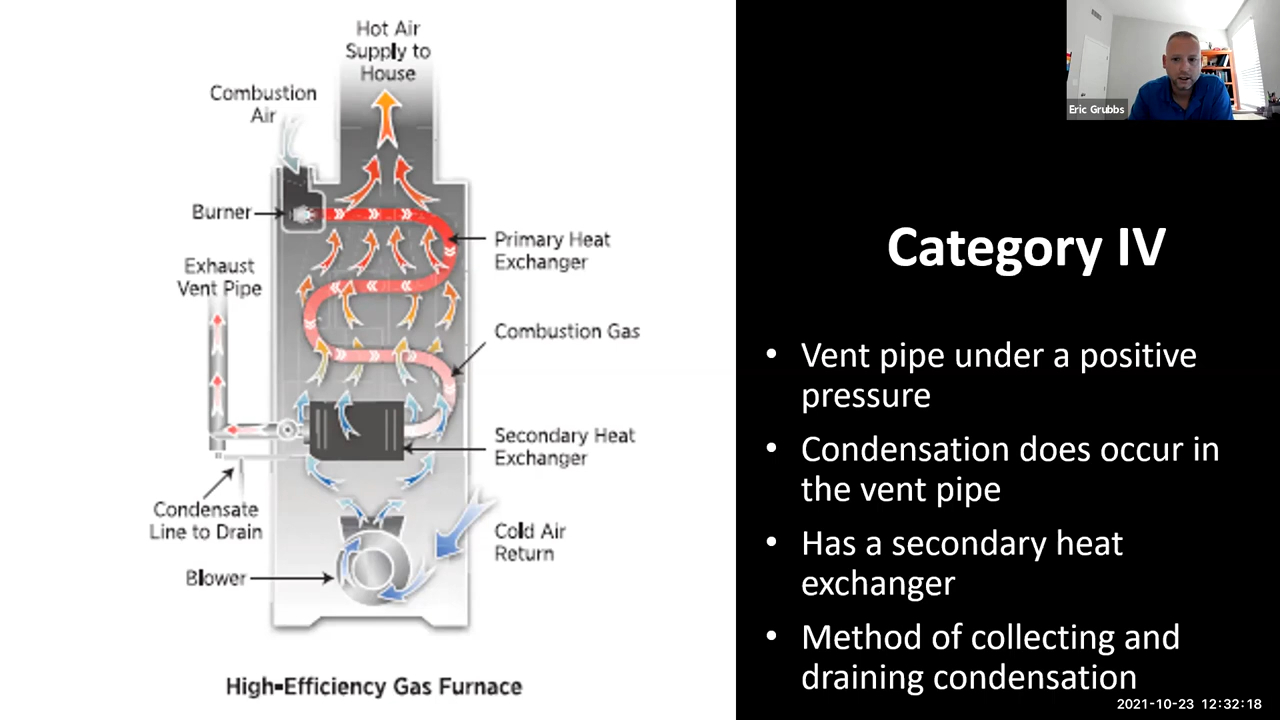 Hot Air
Supply to
House
Combustion
Air
Burner
Exhaust
Vent Pipe
Primary Heat
Exchanger
Combustion Gas
Secondary Heat
Exchanger
Condensate
Line to Drain
Cold Air
Return
Blower
High-Efficiency Gas Furnace
Eric Grubbs
Category IV
• Vent pipe under a positive
pressure
• Condensation does occur in
the vent pipe
• Has a secondary heat
exchanger
• Method of collecting and
draining condensation
2021-10-23 12:32:18